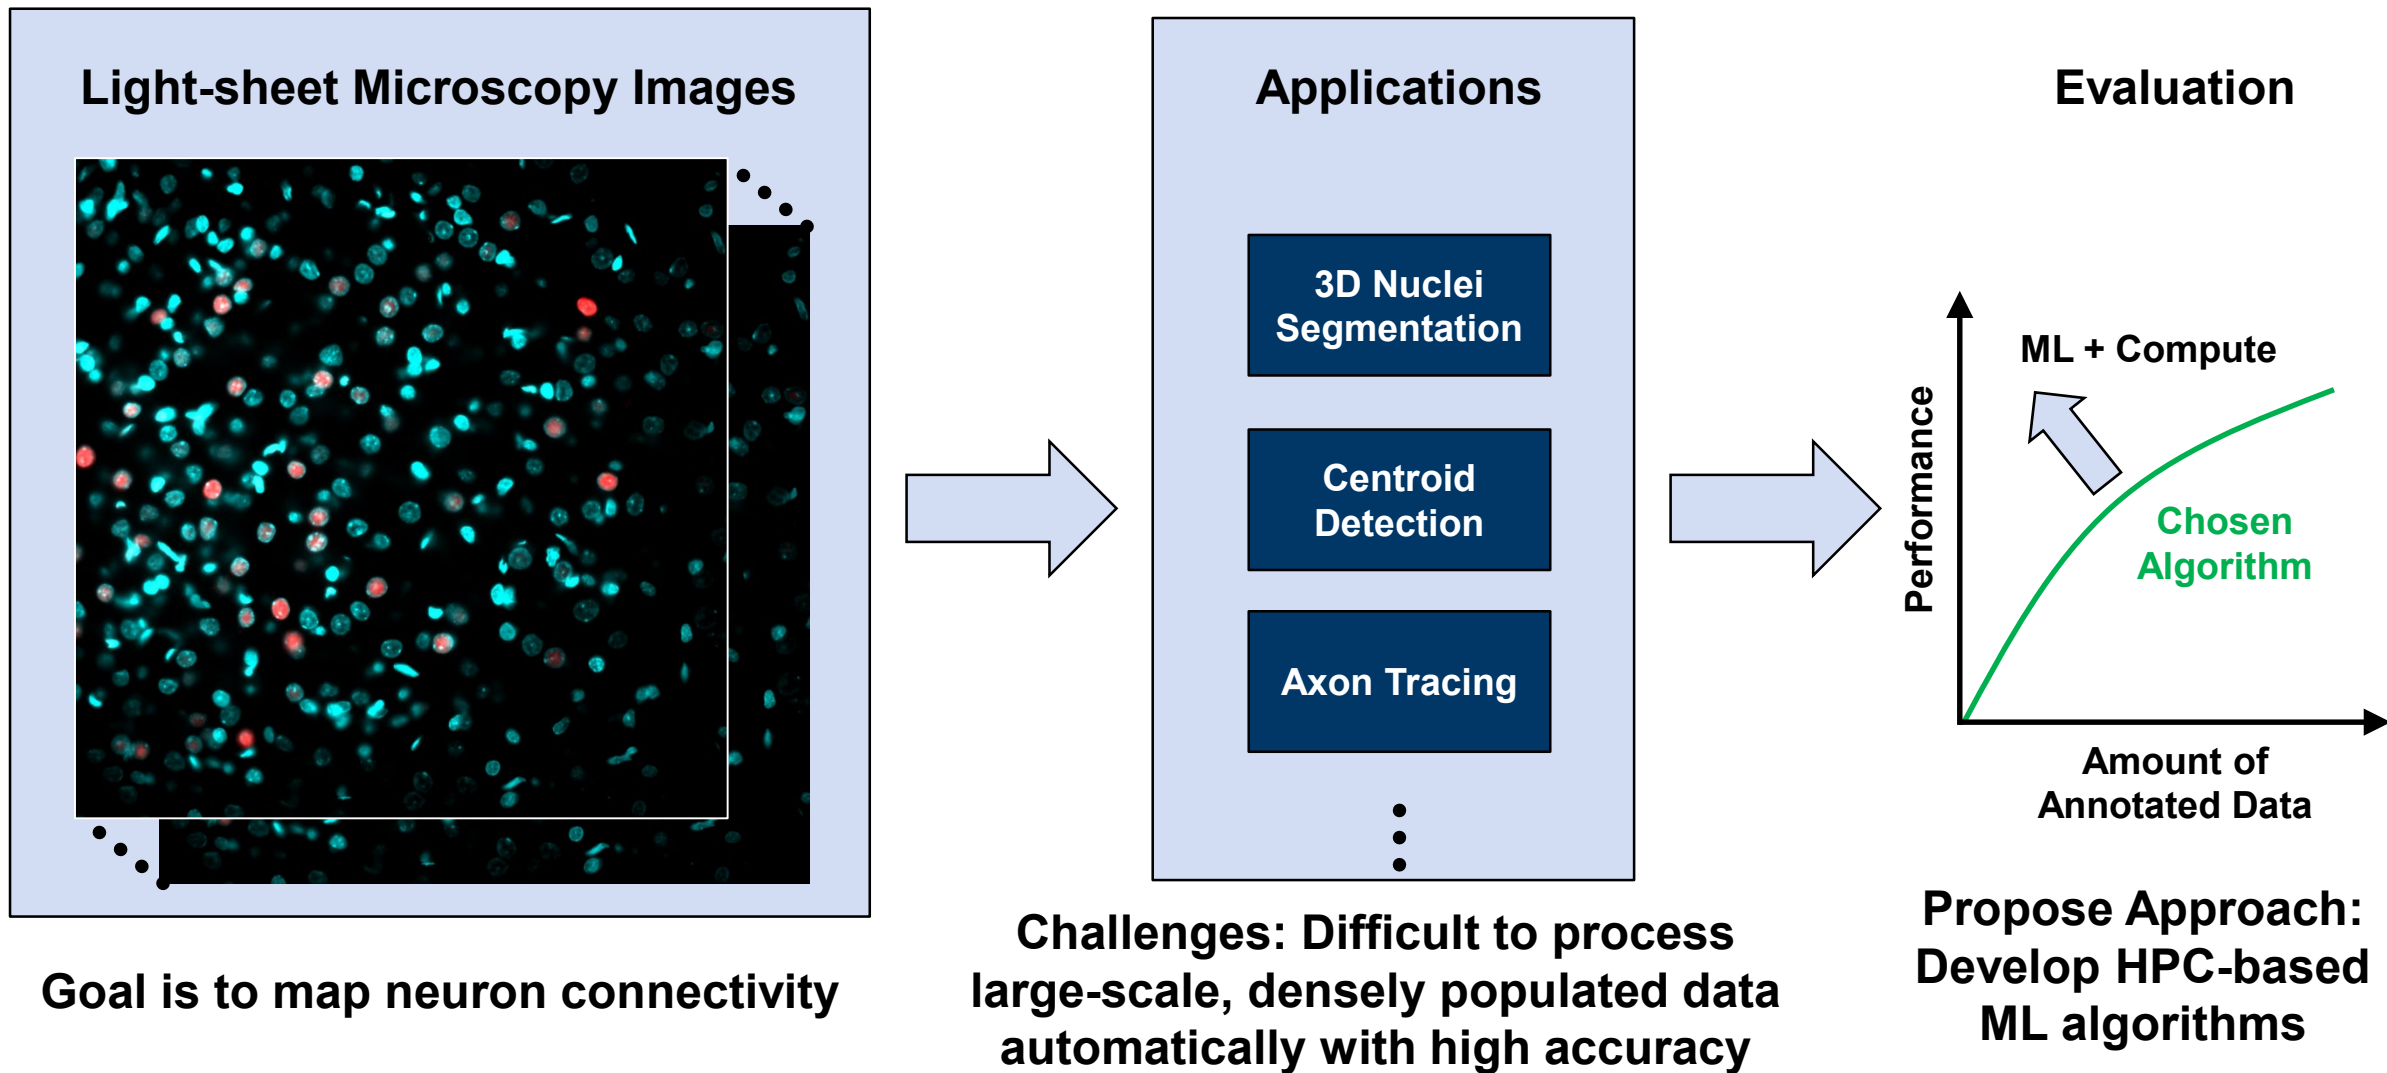 Light-sheet Microscopy Images
Goal is to map neuron connectivity
Applications
3D Nuclei
Segmentation
Centroid
Detection
Axon Tracing
Challenges: Difficult to process
large-scale, densely populated data
automatically with high accuracy
Evaluation
ML + Compute
Performance
Chosen
Algorithm
Amount of
Annotated Data
Propose Approach:
Develop HPC-based
ML algorithms